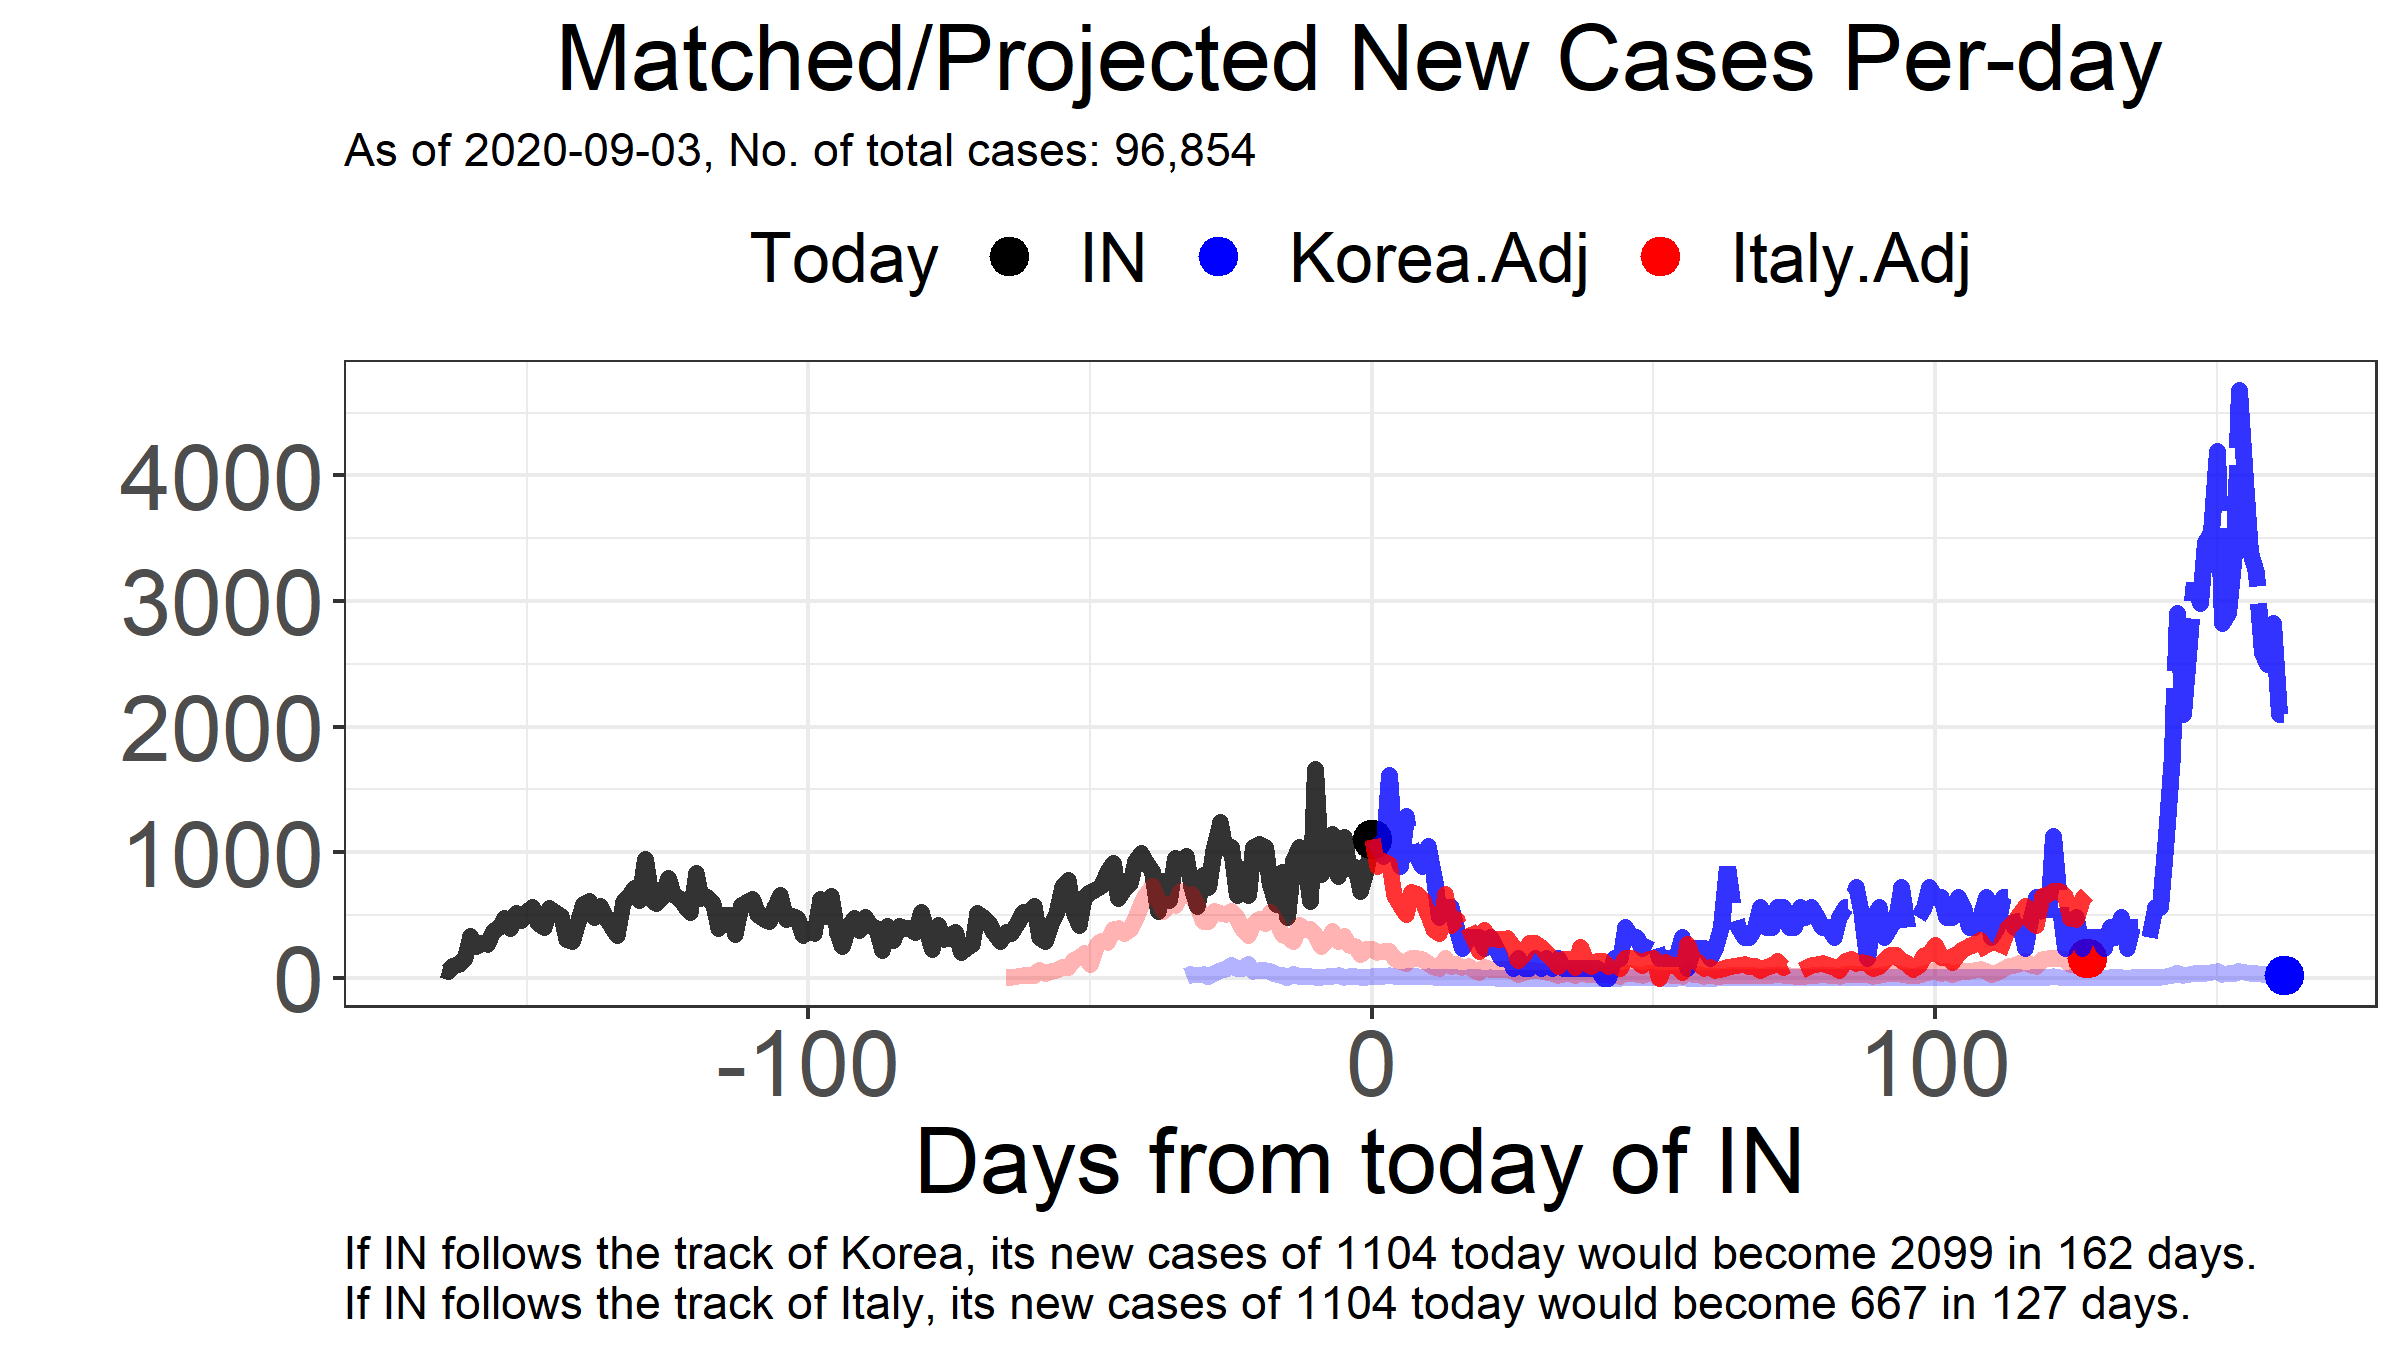 Matched/Projected New Cases Per-day
As of 2020-09-03, No. of total cases: 96,854
Today IN Korea.Adj Italy.Adj
4000
3000
2000
1000
0
-100 0 100
Days from today of IN
If IN follows the track of Korea, its new cases of 1104 today would become 2099 in 162 days.
If IN follows the track of Italy, its new cases of 1104 today would become 667 in 127 days.